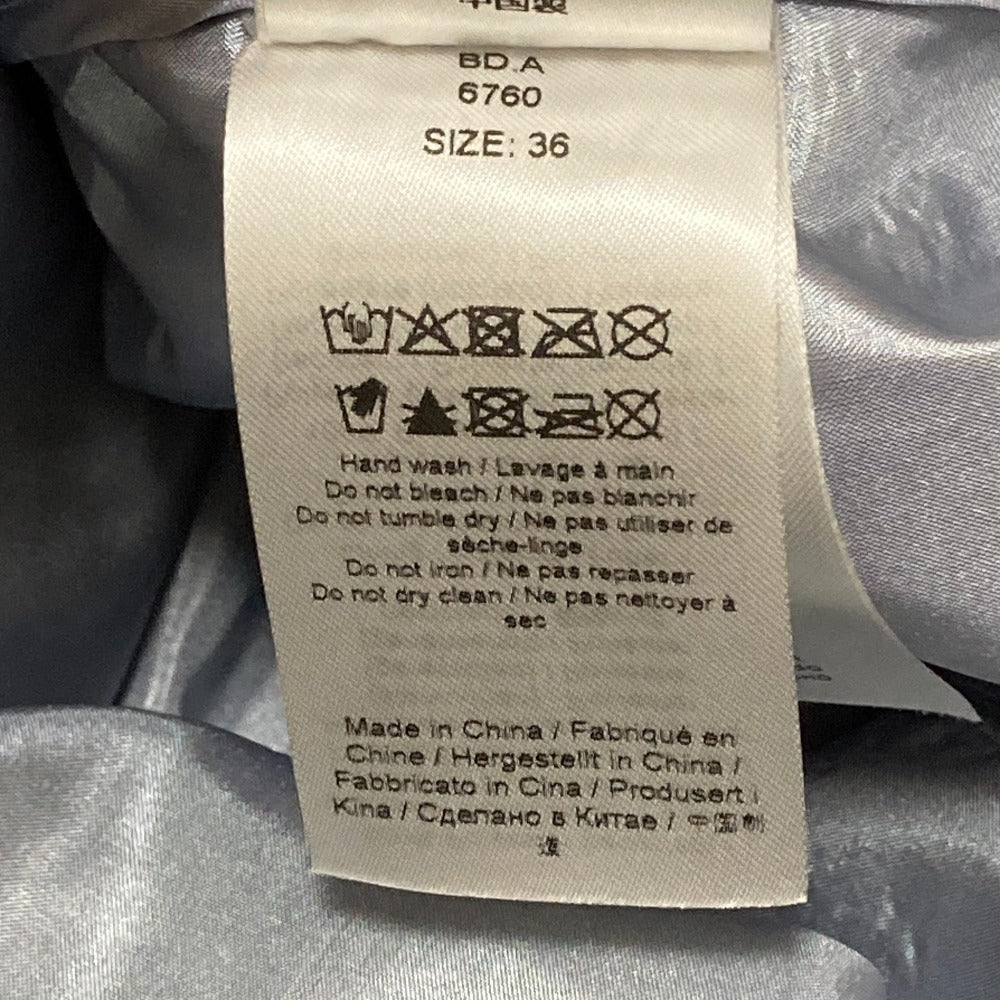 中国製
BD.A
6760
SIZE: 36
Hand wash / Lavage à main
Do not bleach / Ne pas blanchir
Do not tumble dry / Ne pas utiliser de
sèche-linge
Do not iron / Ne pas repasser
Do not dry clean / Ne pas nettoyer à
sec
Made in China / Fabriqué en
Chine / Hergestellt in China /
Fabbricato in Cina / Produsert i
Kina / Сделано в Китае / 中国制